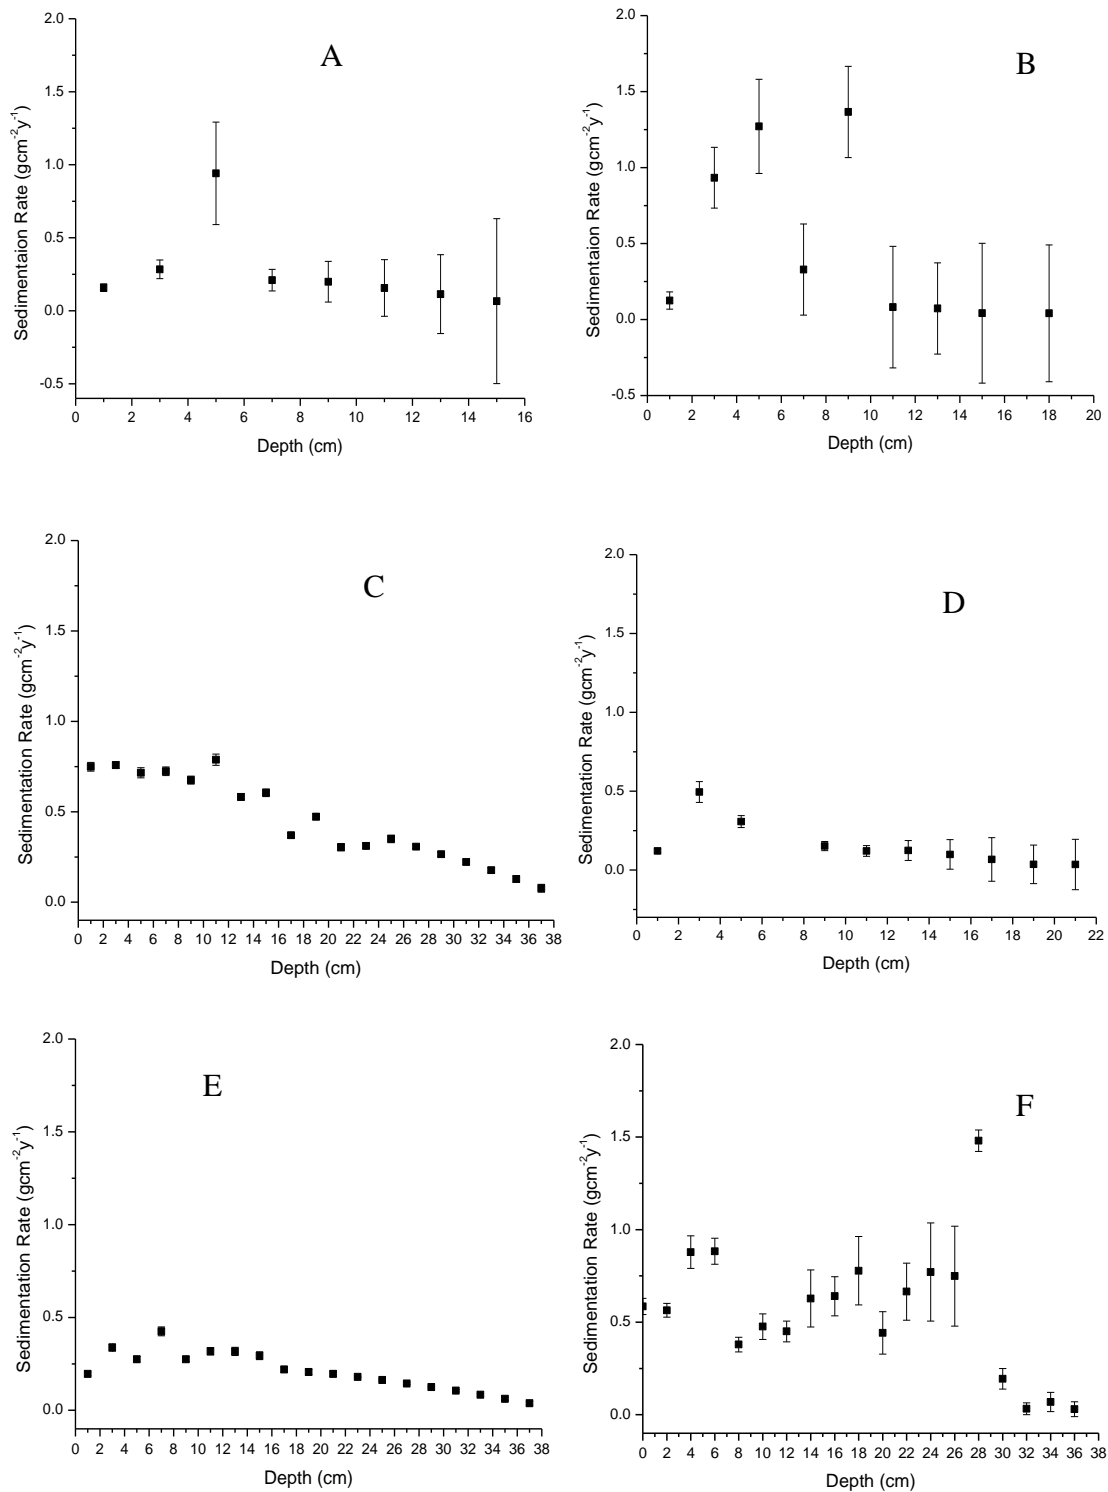 A
2.0
1.5
1.0
0.5
0.0
-0.5
Sedimentaion Rate (gcm⁻²y⁻¹)
0 2 4 6 8 10 12 14 16
Depth (cm)
B
2.0
1.5
1.0
0.5
0.0
-0.5
Sedimentaion Rate (gcm⁻²y⁻¹)
0 2 4 6 8 10 12 14 16 18 20
Depth (cm)
C
2.0
1.5
1.0
0.5
0.0
Sedimentation Rate (gcm⁻²y⁻¹)
0 2 4 6 8 10 12 14 16 18 20 22 24 26 28 30 32 34 36 38
Depth (cm)
D
2.0
1.5
1.0
0.5
0.0
Sedimentation Rate (gcm⁻²y⁻¹)
0 2 4 6 8 10 12 14 16 18 20 22
Depth (cm)
E
2.0
1.5
1.0
0.5
0.0
Sedimentation Rate (gcm⁻²y⁻¹)
0 2 4 6 8 10 12 14 16 18 20 22 24 26 28 30 32 34 36 38
Depth (cm)
F
2.0
1.5
1.0
0.5
0.0
Sedimentation Rate (gcm⁻²y⁻¹)
0 2 4 6 8 10 12 14 16 18 20 22 24 26 28 30 32 34 36 38
Depth (cm)